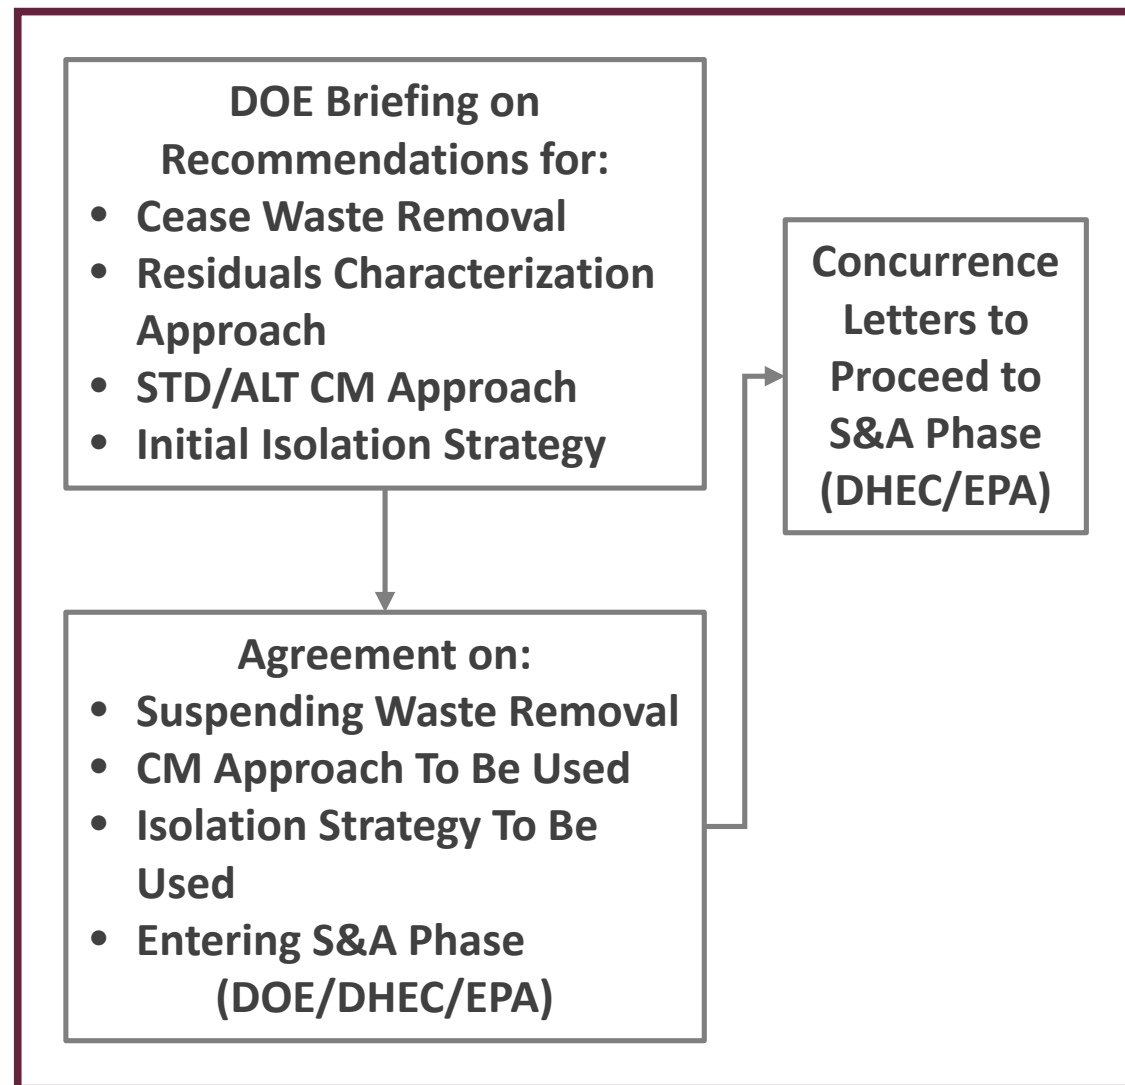 DOE Briefing on
Recommendations for:
• Cease Waste Removal
• Residuals Characterization
Approach
• STD/ALT CM Approach
• Initial Isolation Strategy
Agreement on:
• Suspending Waste Removal
• CM Approach To Be Used
• Isolation Strategy To Be
Used
• Entering S&A Phase
(DOE/DHEC/EPA)
Concurrence
Letters to
Proceed to
S&A Phase
(DHEC/EPA)